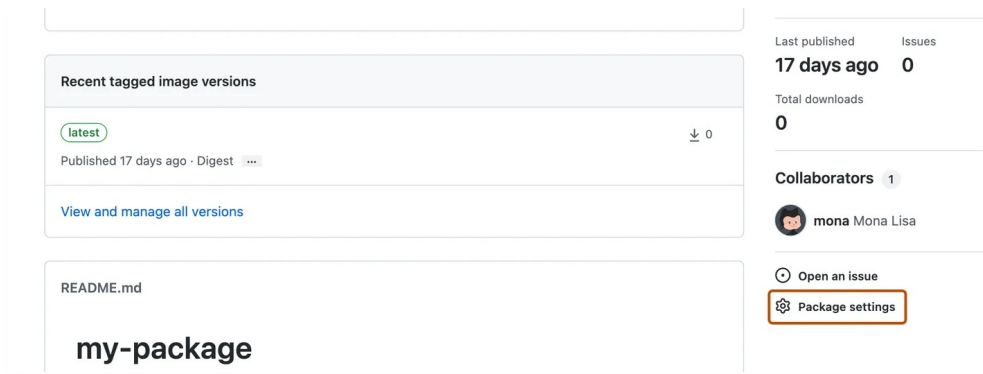 Recent tagged image versions
latest
0
Published 17 days ago · Digest ...
View and manage all versions
README.md
my-package
Last published Issues
17 days ago 0
Total downloads
0
Collaborators 1
mona Mona Lisa
Open an issue
Package settings